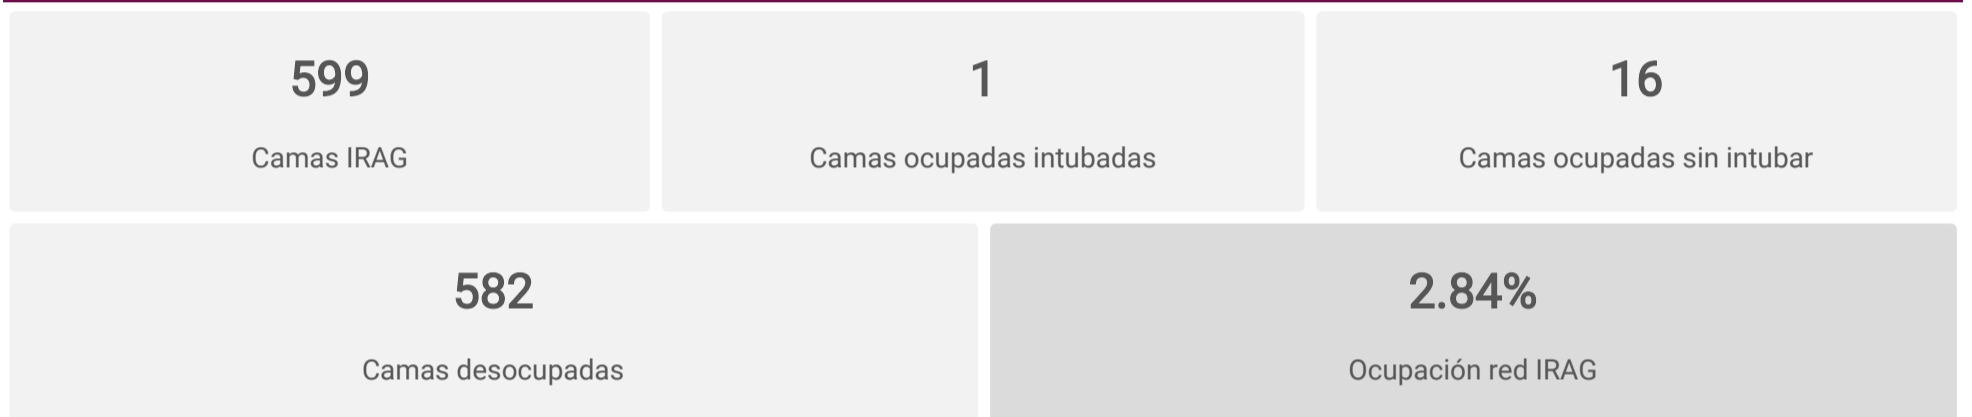 599
Camas IRAG
1
Camas ocupadas intubadas
16
Camas ocupadas sin intubar
582
Camas desocupadas
2.84%
Ocupación red IRAG